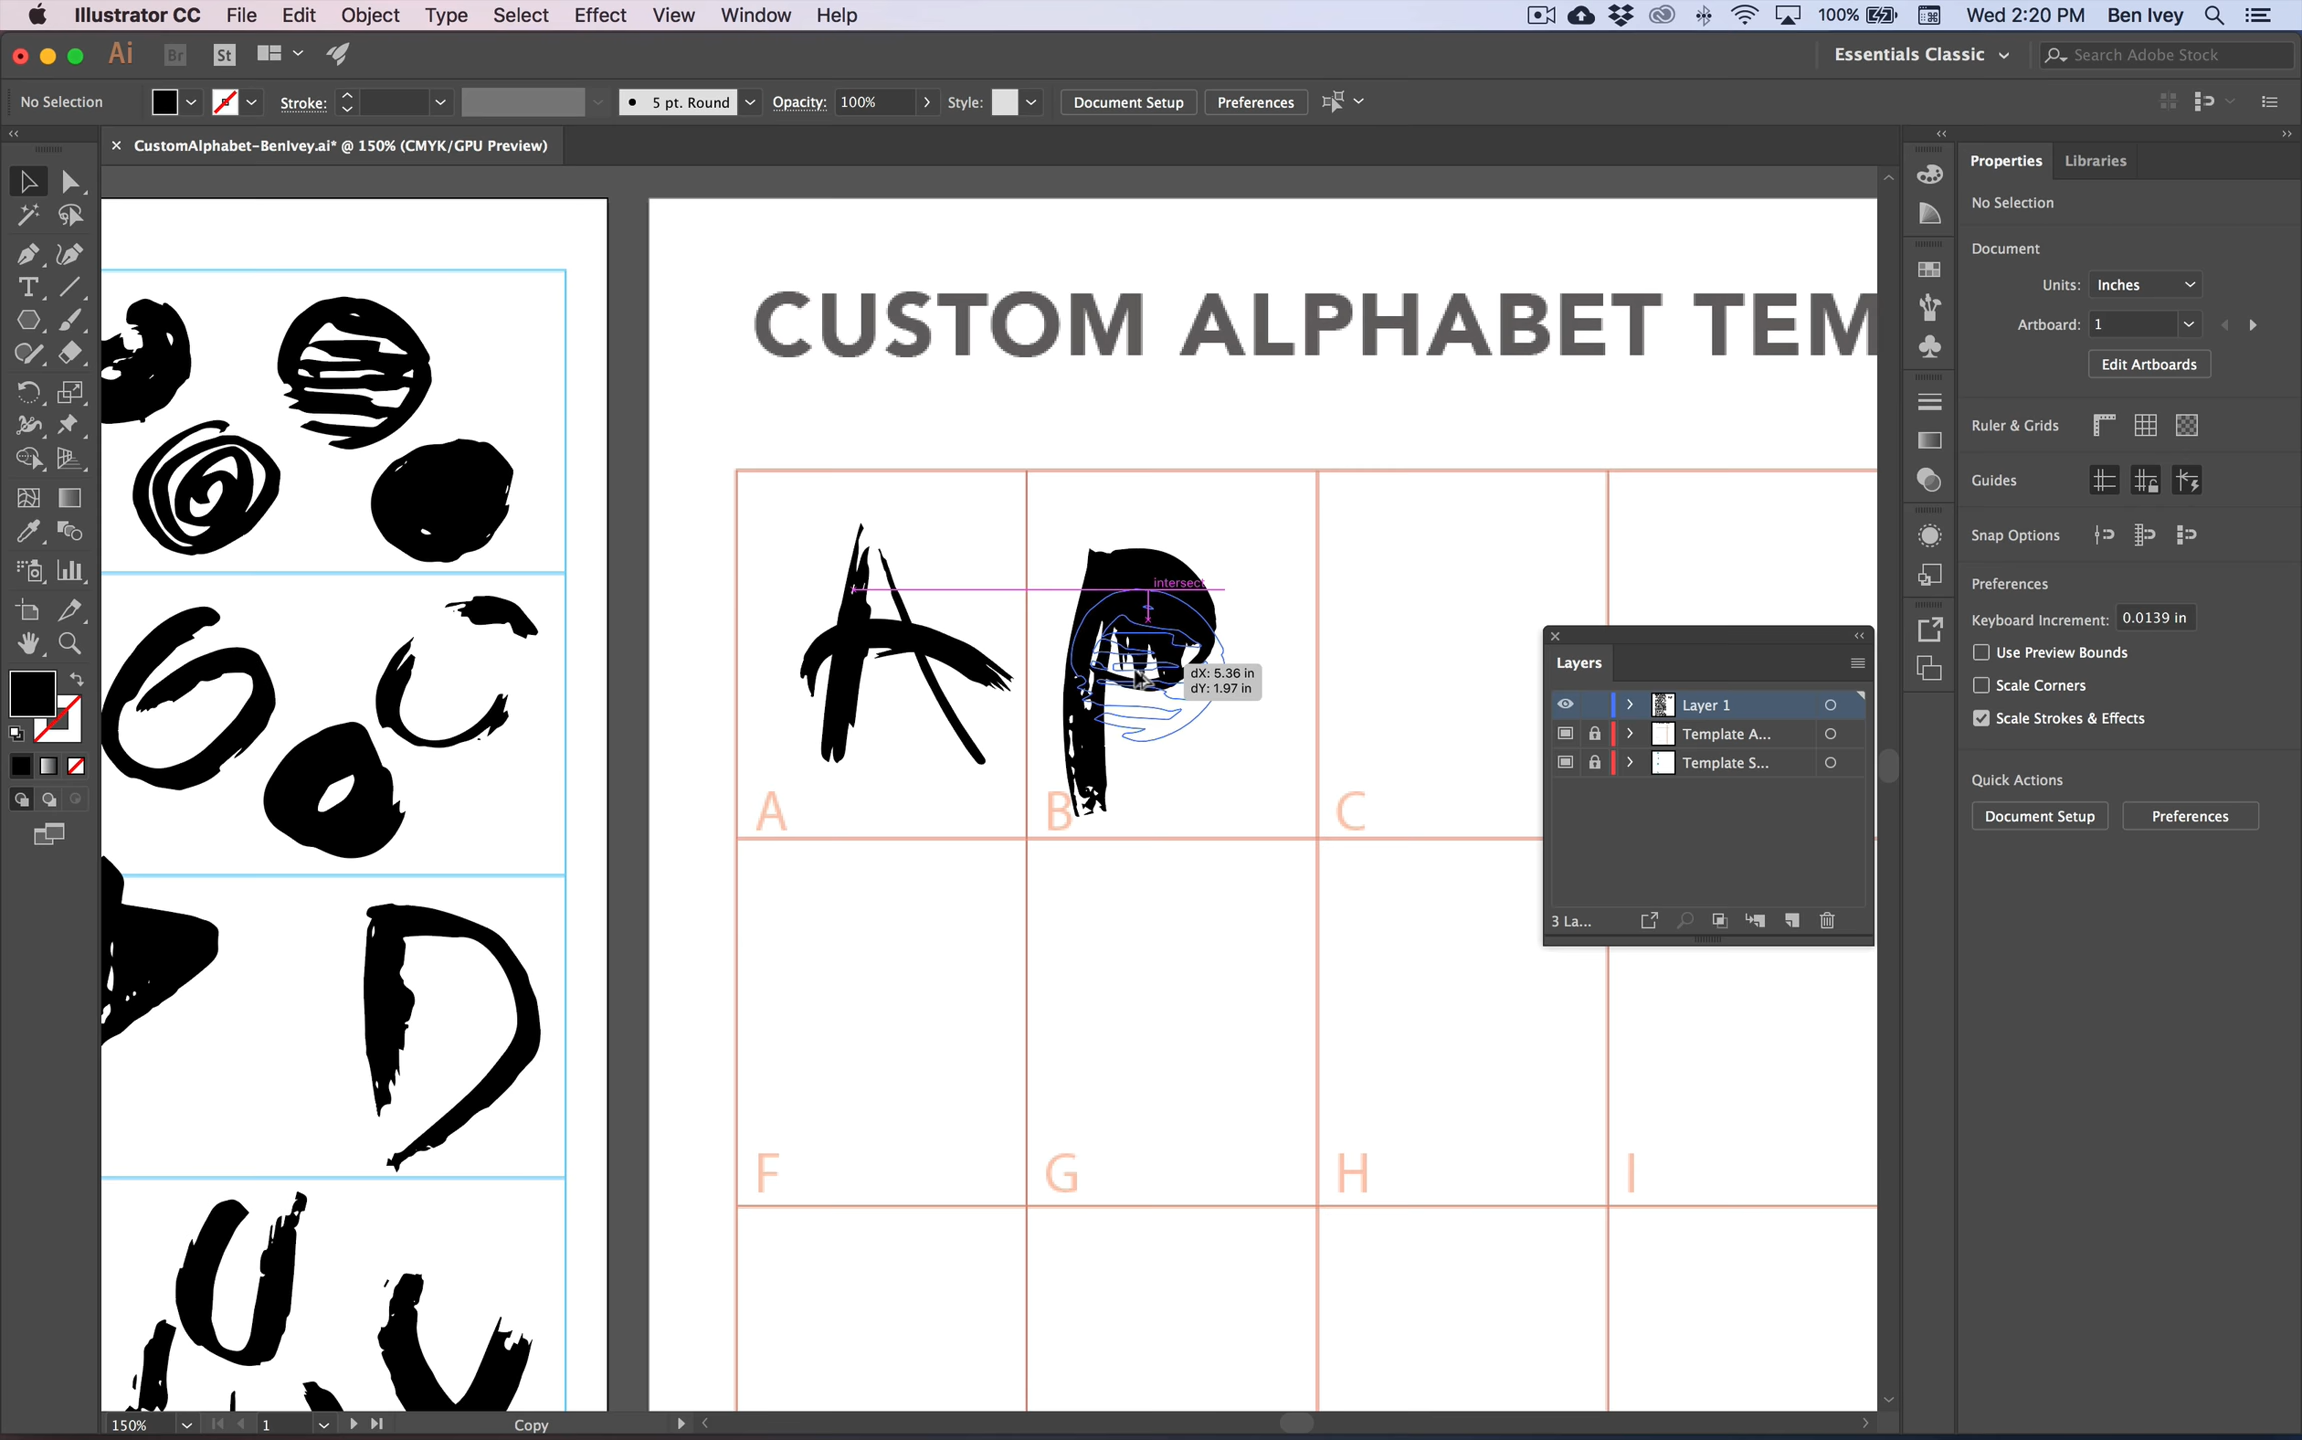 Illustrator CC File Edit Object Type Select Effect View Window Help 100% Wed 2:20 PM Ben Ivey
Ai Br St Essentials Classic Search Adobe Stock
No Selection Stroke: 5 pt. Round Opacity: 100% Style: Document Setup Preferences
CustomAlphabet-BenIvey.ai* @ 150% (CMYK/GPU Preview)
Properties Libraries
No Selection
Document
Units: Inches
Artboard: 1
Edit Artboards
Ruler & Grids
Guides
Snap Options
Preferences
Keyboard Increment: 0.0139 in
Use Preview Bounds
Scale Corners
Scale Strokes & Effects
Quick Actions
Document Setup Preferences
CUSTOM ALPHABET TEM
intersect
dX: 5.36 in
dY: 1.97 in
A B C
F G H I
Layers
Layer 1
Template A...
Template S...
3 La...
150% 1 Copy